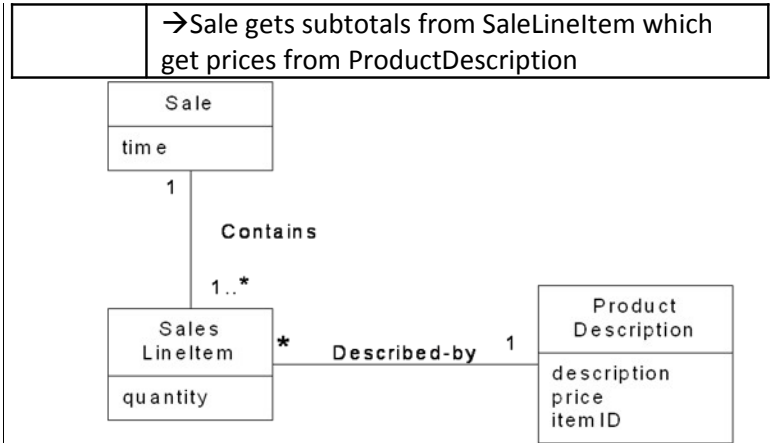 →Sale gets subtotals from SaleLineItem which
get prices from ProductDescription
Sale
time
1
Contains
1..*
Sales
LineItem
quantity
*
Described-by
1
Product
Description
description
price
itemID